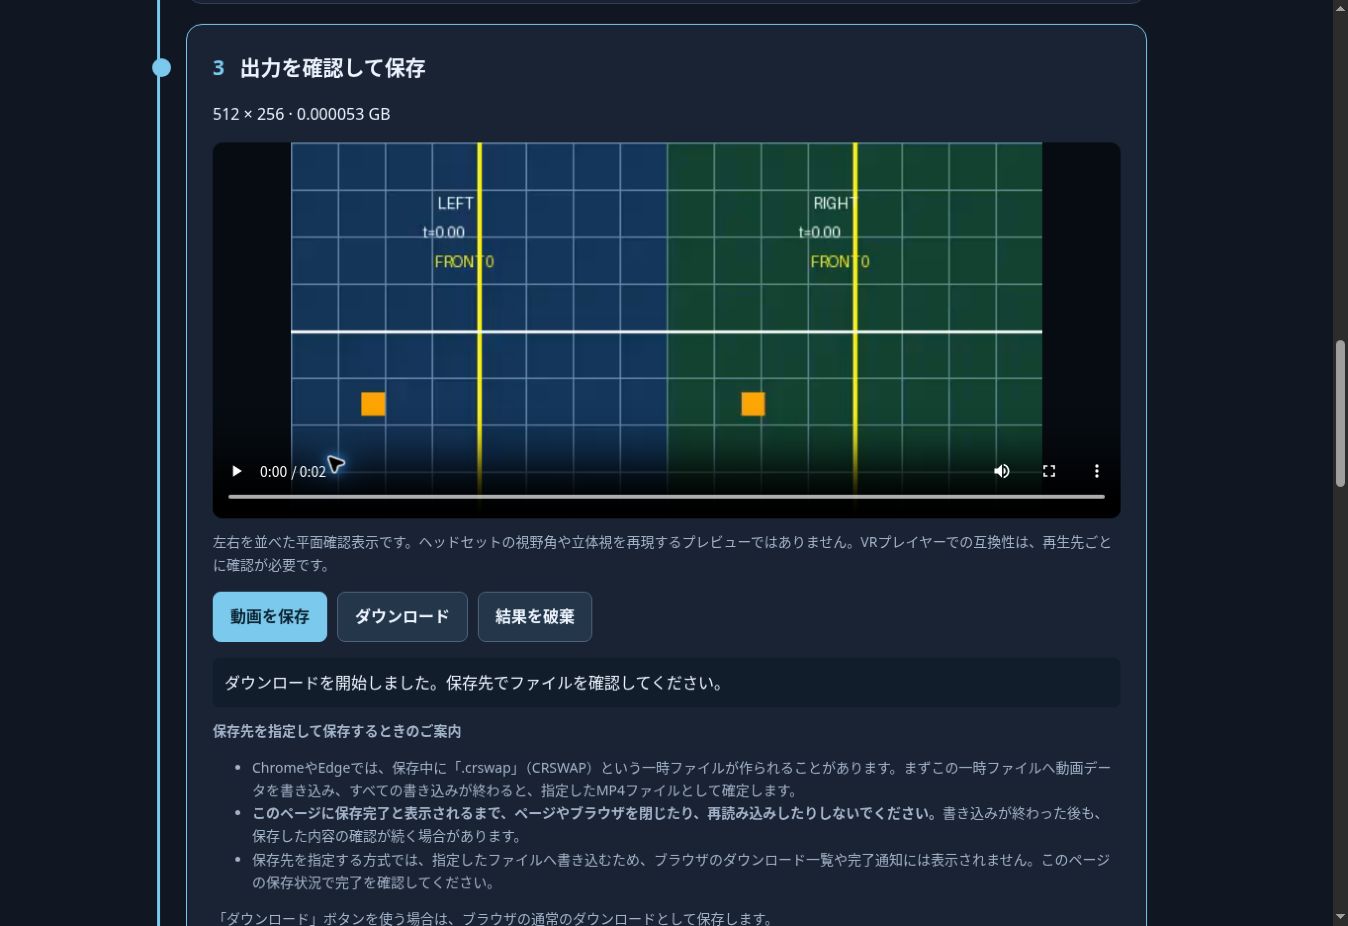 3 出力を確認して保存
512 × 256 · 0.000053 GB
LEFT
RIGHT
t=0.00
t=0.00
FRONT 0
FRONT 0
0:00 / 0:02
左右を並べた平面確認表示です。ヘッドセットの視野角や立体視を再現するプレビューではありません。VRプレイヤーでの互換性は、再生先ごと
に確認が必要です。
動画を保存
ダウンロード
結果を破棄
ダウンロードを開始しました。保存先でファイルを確認してください。
保存先を指定して保存するときのご案内
ChromeやEdgeでは、保存中に「.crswap」（CRSWAP）という一時ファイルが作られることがあります。まずこの一時ファイルへ動画デー
タを書き込み、すべての書き込みが終わると、指定したMP4ファイルとして確定します。
このページに保存完了と表示されるまで、ページやブラウザを閉じたり、再読み込みしたりしないでください。書き込みが終わった後も、
保存した内容の確認が続く場合があります。
保存先を指定する方式では、指定したファイルへ書き込むため、ブラウザのダウンロード一覧や完了通知には表示されません。このページ
の保存状況で完了を確認してください。
「ダウンロード」ボタンを使う場合は、ブラウザの通常のダウンロードとして保存します。